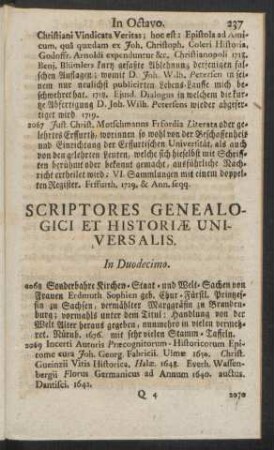 In Octavo. 237
Christiani Vindicata Veritas; hoc est: Epistola ad Ami-
cum, quâ quædam ex Joh. Christoph. Coleri Historia,
Godofr. Arnoldi expenduntur &c. Christianopoli 1718.
Benj. Blümlers kurtz gefaßte Ablehnung derjenigen fal-
schen Auflagen; womit D. Joh. Wilh. Petersen in sei-
nem nur neulichst publicirten Lebens-Lauffe mich be-
schwehret hat. 1718. Ejusd. Dialogus in welchem die kur-
tze Abfertigung D. Joh. Wilh. Petersens wieder abgefer-
tiget wird 1719.
2067 Just. Christ. Motschmanns Erfordia Literata oder ge-
lehrtes Erffurth, worinnen so wohl von der Beschaffenheit
und Einrichtung der Erffurtischen Universität, als auch
von den gelehrten Leuten, welche sich hieselbst mit Schrif-
ten berühmt oder bekannt gemacht, ausführliche Nach-
richt ertheilet wird; VI. Sammlungen mit einem doppel-
ten Register. Erffurth. 1729. & Ann. seqq.
SCRIPTORES GENEALO-
GICI ET HISTORIÆ UNI-
VERSALIS.
In Duodecimo.
2068 Sonderbahre Kirchen-Staat- und Welt-Sachen von
Frauen Erdmuth Sophien geb. Chur-Fürstl. Printzes-
sin zu Sachsen, vermählter Marggräfin zu Branden-
burg; vormahls unter dem Titul: Handlung von der
Welt Alter heraus gegeben, nunmehro in vielen vermeh-
ret. Nürnb. 1676. mit sehr vielen Stamm-Taffeln.
2069 Incerti Autoris Præcognitorum-Historicorum Epi-
tome cura Joh. Georg. Fabricii. Ulmæ 1650. Christ.
Gueinzii Vitis Historica. Halæ. 1648. Everh. Wassen-
bergii Florus Germanicus ad Annum 1640. auctus.
Dantisci. 1642.
Q 4 2070